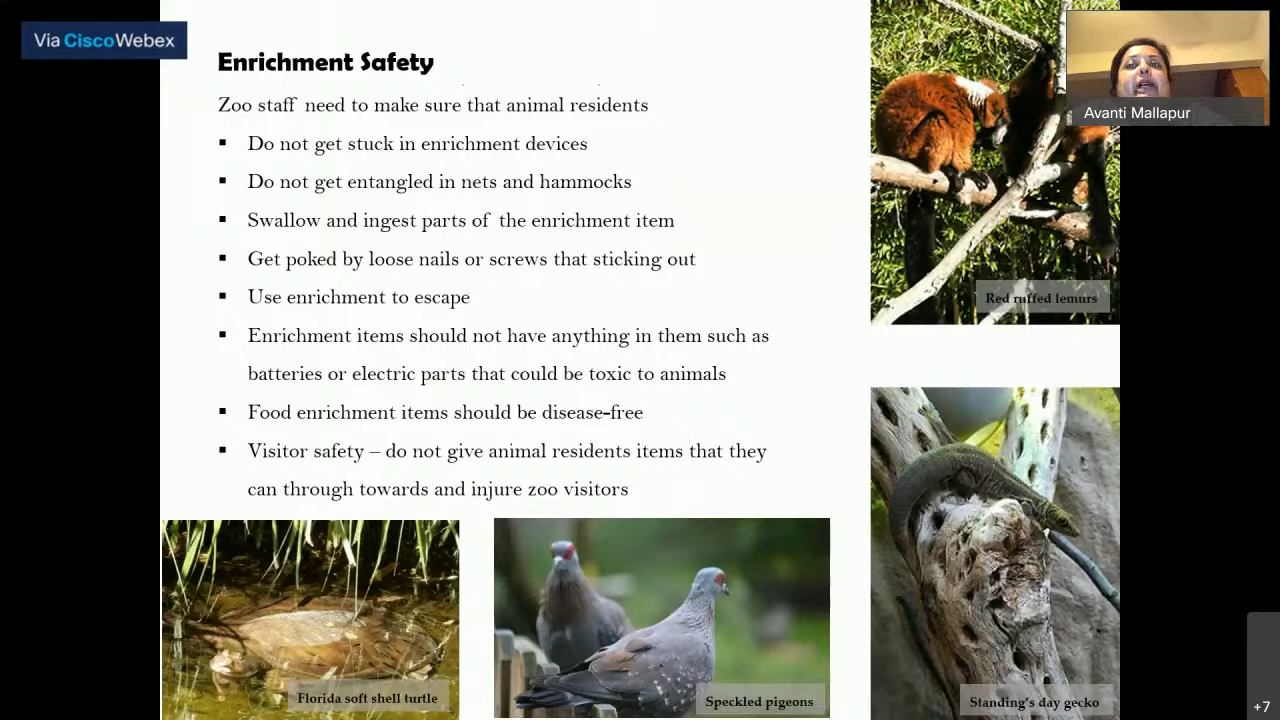 Via CiscoWebex
Enrichment Safety
Zoo staff need to make sure that animal residents
▪ Do not get stuck in enrichment devices
▪ Do not get entangled in nets and hammocks
▪ Swallow and ingest parts of the enrichment item
▪ Get poked by loose nails or screws that sticking out
▪ Use enrichment to escape
▪ Enrichment items should not have anything in them such as
batteries or electric parts that could be toxic to animals
▪ Food enrichment items should be disease-free
▪ Visitor safety – do not give animal residents items that they
can through towards and injure zoo visitors
Avanti Mallapur
Red ruffed lemurs
Florida soft shell turtle
Speckled pigeons
Standing's day gecko
+7